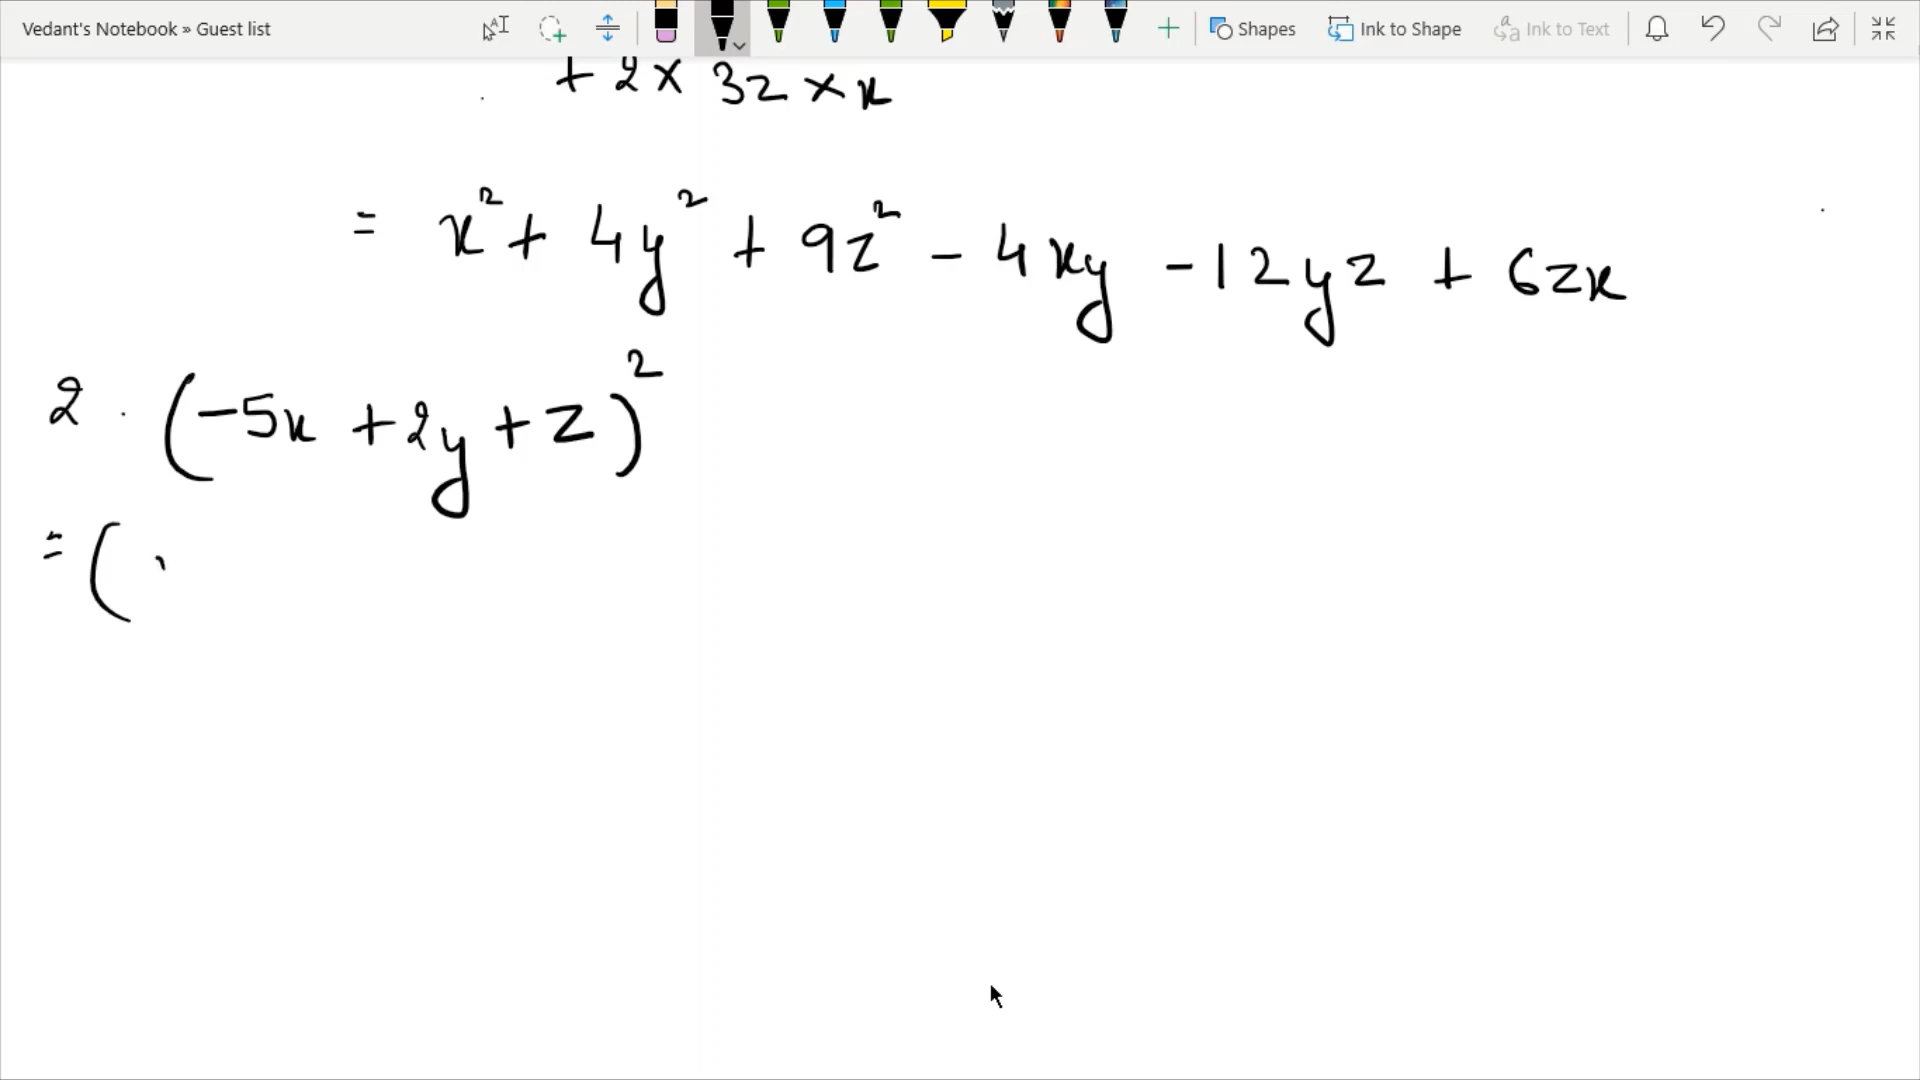 Vedant's Notebook » Guest list
Shapes
Ink to Shape
Ink to Text
+ 2 × 3z × x
= x² + 4y² + 9z² - 4xy - 12yz + 6zx
2. (-5x + 2y + z)²
= (